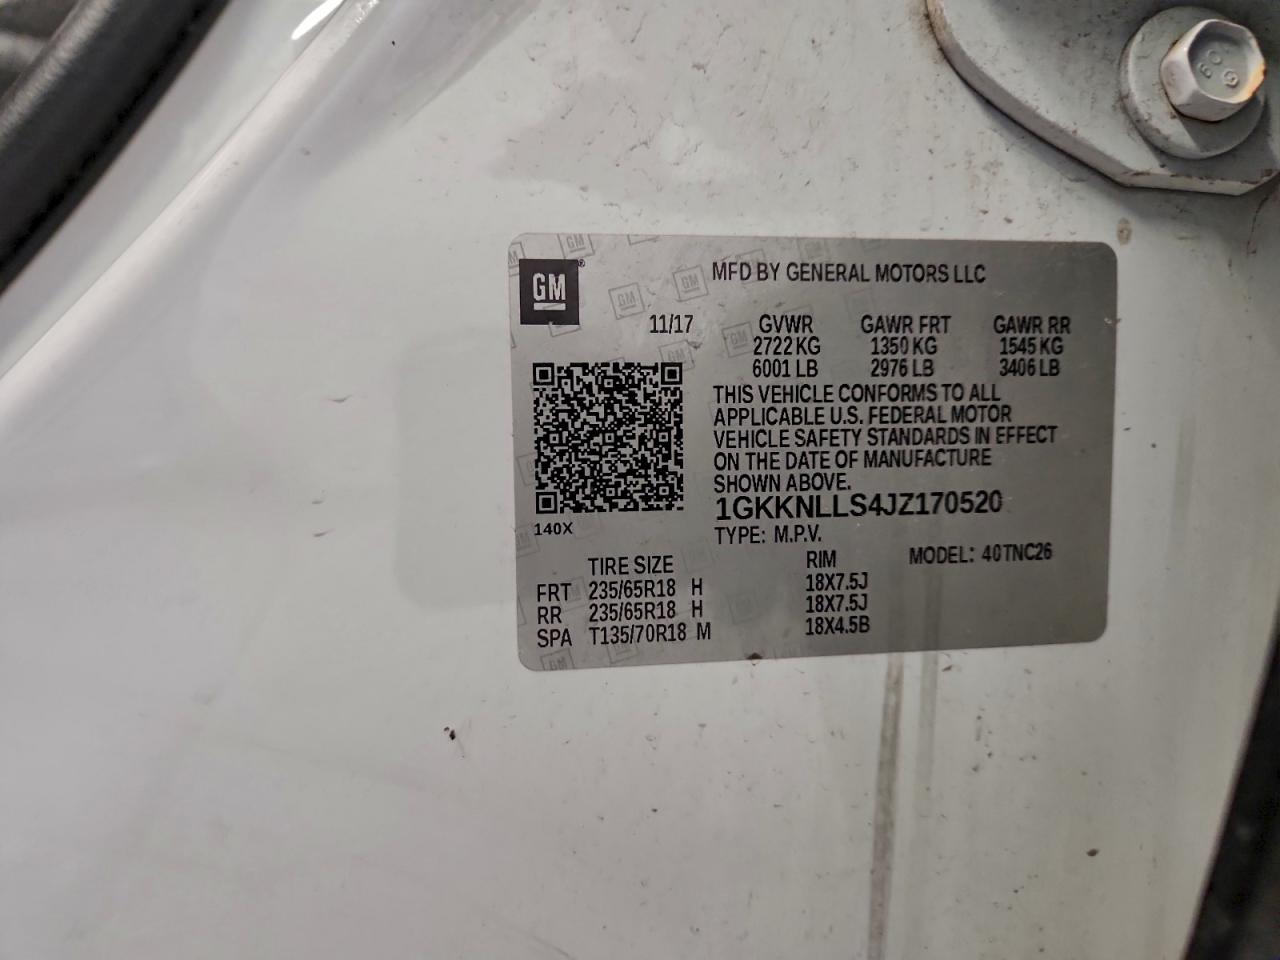 GM
MFD BY GENERAL MOTORS LLC
11/17 GVWR GAWR FRT GAWR RR
2722 KG 1350 KG 1545 KG
6001 LB 2976 LB 3406 LB
THIS VEHICLE CONFORMS TO ALL
APPLICABLE U.S. FEDERAL MOTOR
VEHICLE SAFETY STANDARDS IN EFFECT
ON THE DATE OF MANUFACTURE
SHOWN ABOVE.
1GKKNLLS4JZ170520
140X
TYPE: M.P.V. MODEL: 40TNC26
TIRE SIZE RIM
FRT 235/65R18 H 18X7.5J
RR 235/65R18 H 18X7.5J
SPA T135/70R18 M 18X4.5B